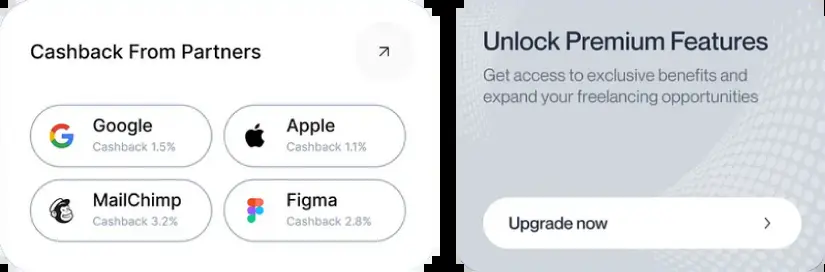 Cashback From Partners
Google
Cashback 1.5%
Apple
Cashback 1.1%
MailChimp
Cashback 3.2%
Figma
Cashback 2.8%
Unlock Premium Features
Get access to exclusive benefits and
expand your freelancing opportunities
Upgrade now